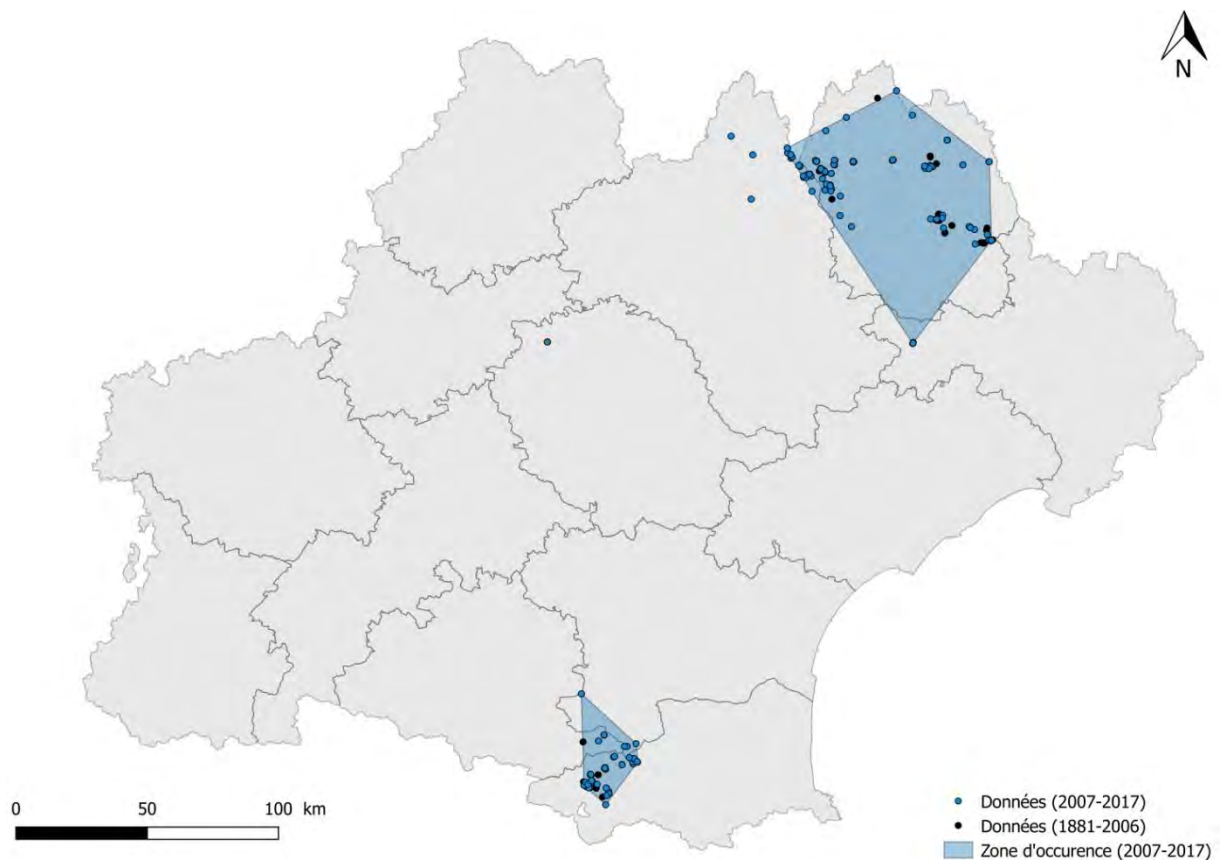 N
0 50 100 km
Données (2007-2017)
Données (1881-2006)
Zone d'occurence (2007-2017)